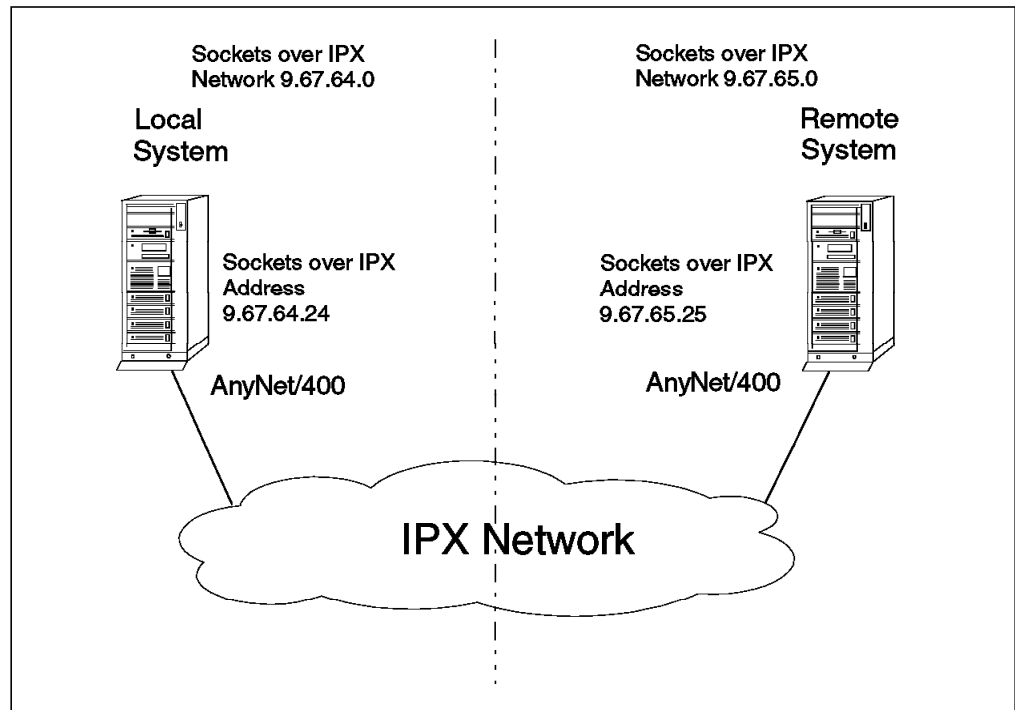 Sockets over IPX
Network 9.67.64.0
Sockets over IPX
Network 9.67.65.0
Local
System
Remote
System
Sockets over IPX
Address
9.67.64.24
Sockets over IPX
Address
9.67.65.25
AnyNet/400
AnyNet/400
IPX Network